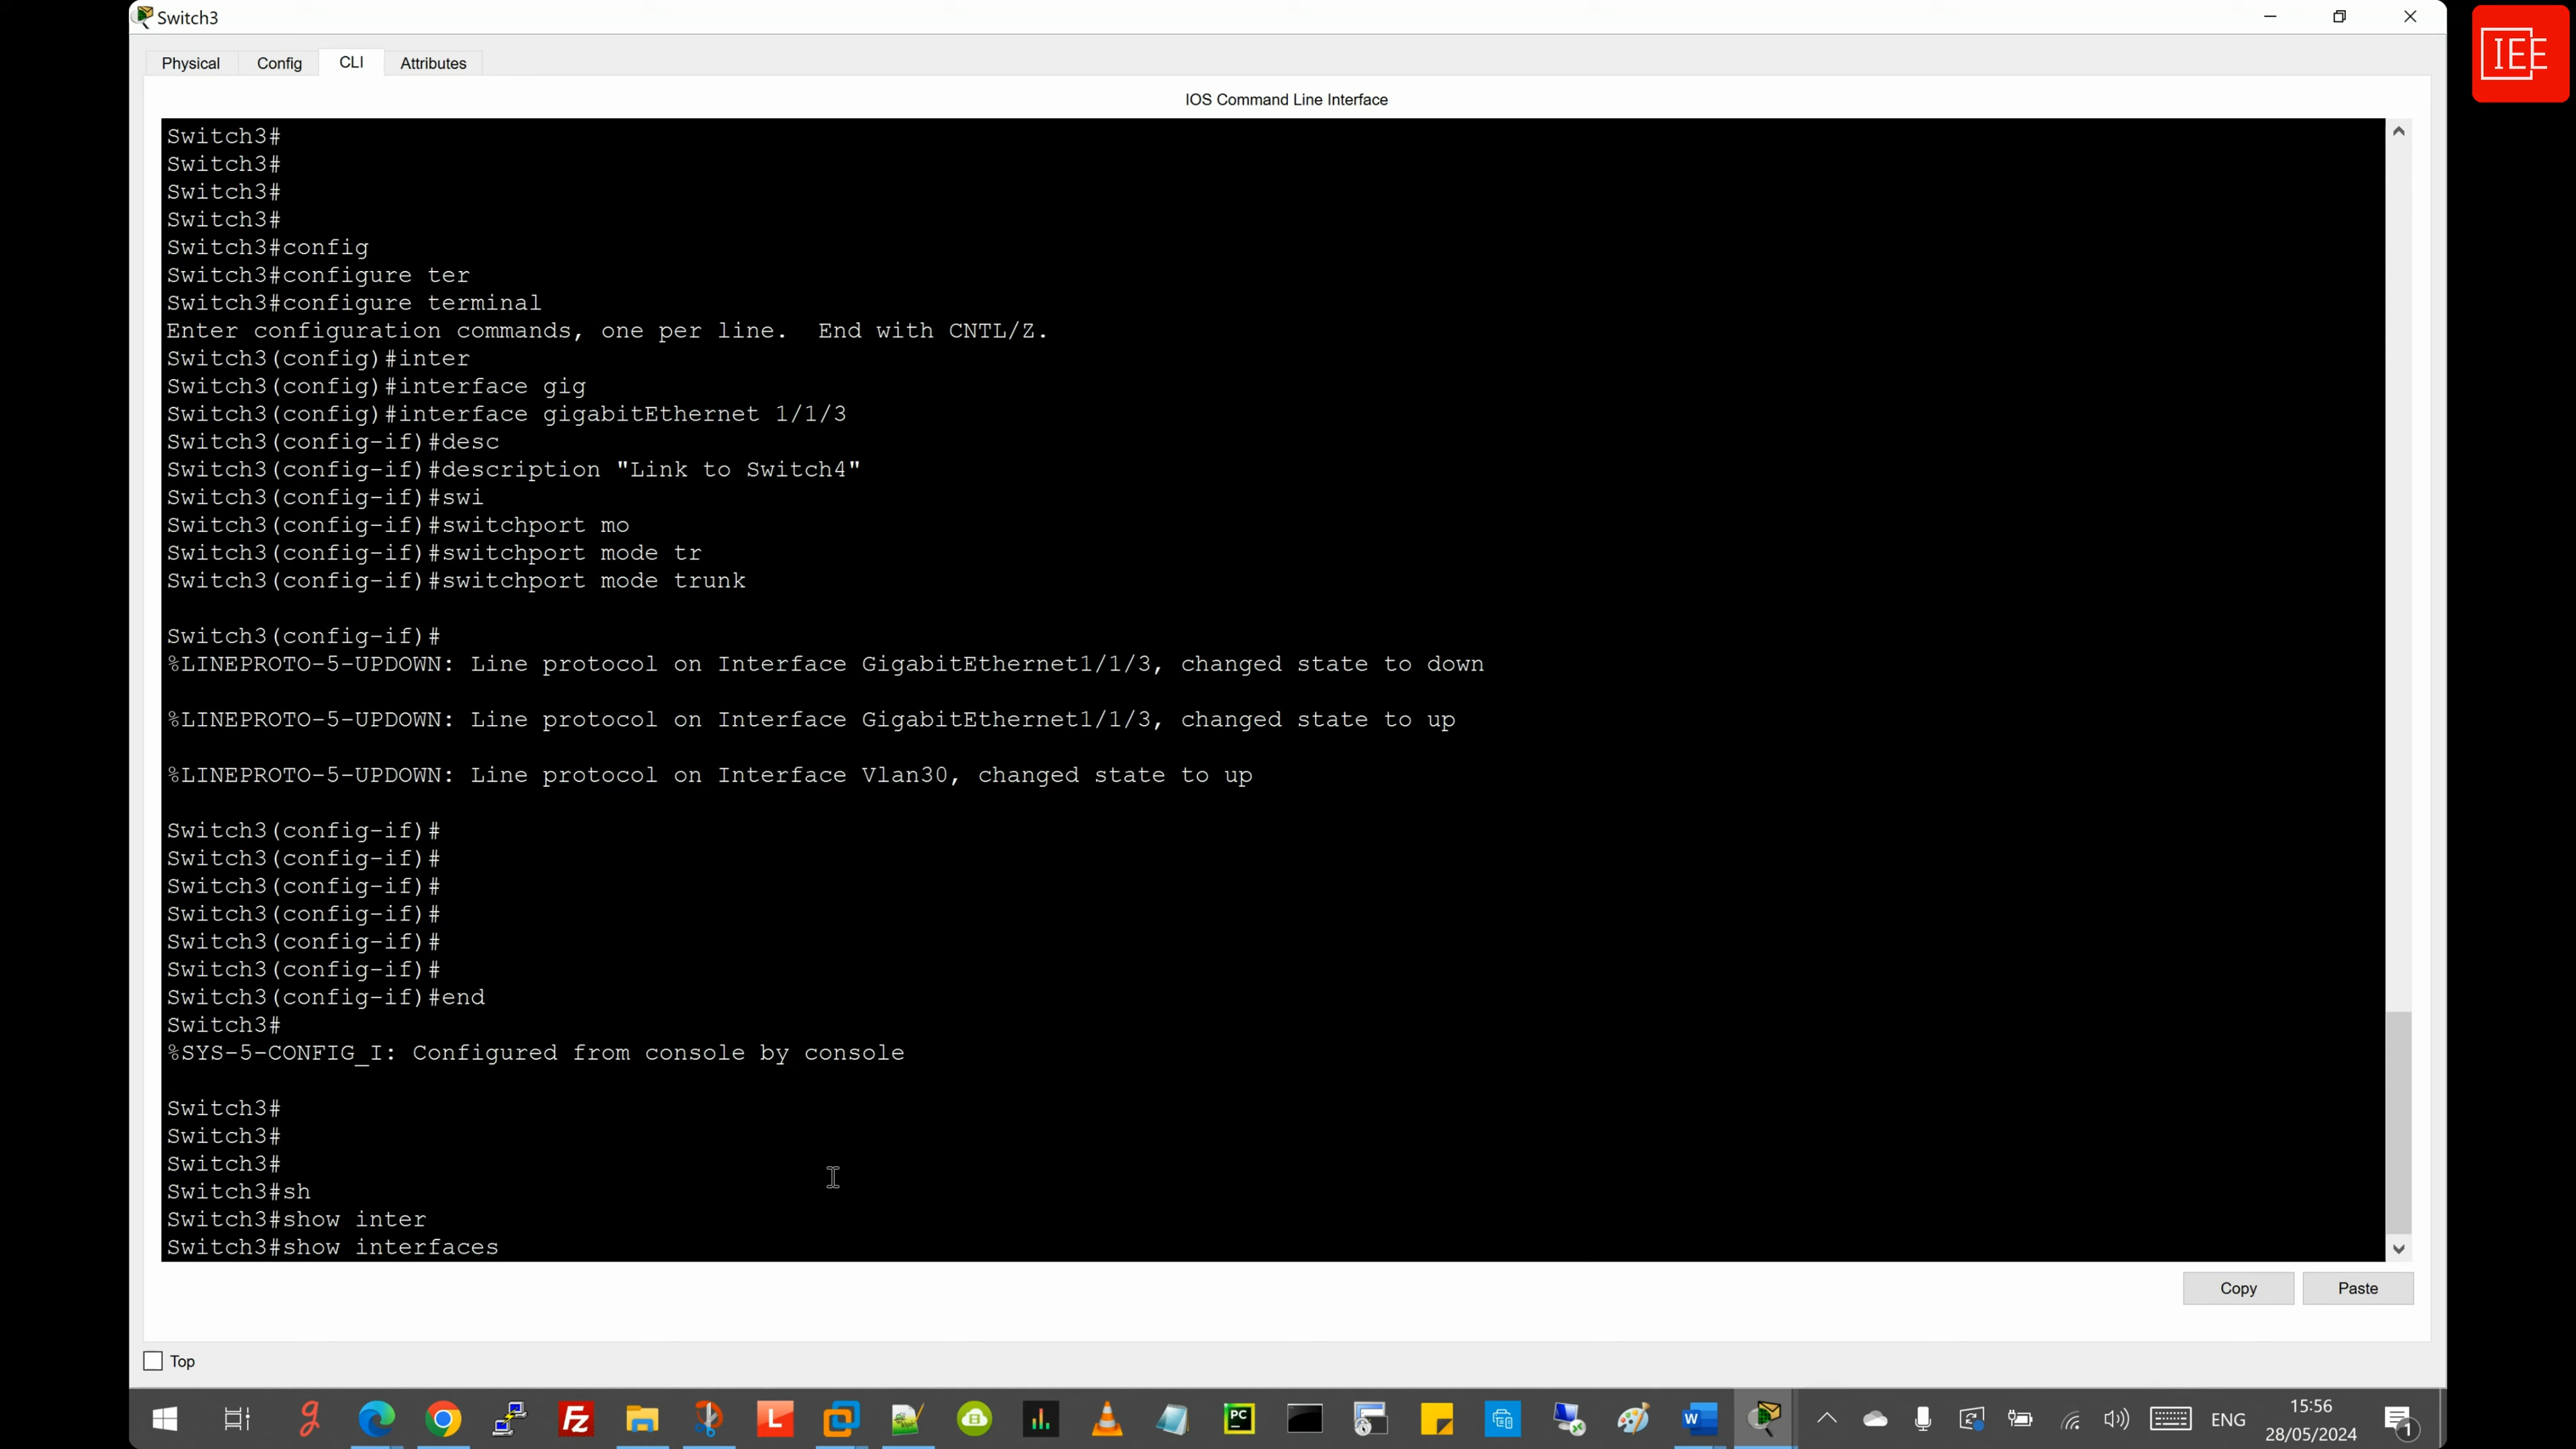 Switch3
IEE
Physical Config CLI Attributes
IOS Command Line Interface
Switch3#
Switch3#
Switch3#
Switch3#
Switch3#config
Switch3#configure ter
Switch3#configure terminal
Enter configuration commands, one per line.  End with CNTL/Z.
Switch3(config)#inter
Switch3(config)#interface gig
Switch3(config)#interface gigabitEthernet 1/1/3
Switch3(config-if)#desc
Switch3(config-if)#description "Link to Switch4"
Switch3(config-if)#swi
Switch3(config-if)#switchport mo
Switch3(config-if)#switchport mode tr
Switch3(config-if)#switchport mode trunk
Switch3(config-if)#
%LINEPROTO-5-UPDOWN: Line protocol on Interface GigabitEthernet1/1/3, changed state to down
%LINEPROTO-5-UPDOWN: Line protocol on Interface GigabitEthernet1/1/3, changed state to up
%LINEPROTO-5-UPDOWN: Line protocol on Interface Vlan30, changed state to up
Switch3(config-if)#
Switch3(config-if)#
Switch3(config-if)#
Switch3(config-if)#
Switch3(config-if)#
Switch3(config-if)#
Switch3(config-if)#end
Switch3#
%SYS-5-CONFIG_I: Configured from console by console
Switch3#
Switch3#
Switch3#
Switch3#sh
Switch3#show inter
Switch3#show interfaces
Copy Paste
Top
ENG
15:56
28/05/2024
1